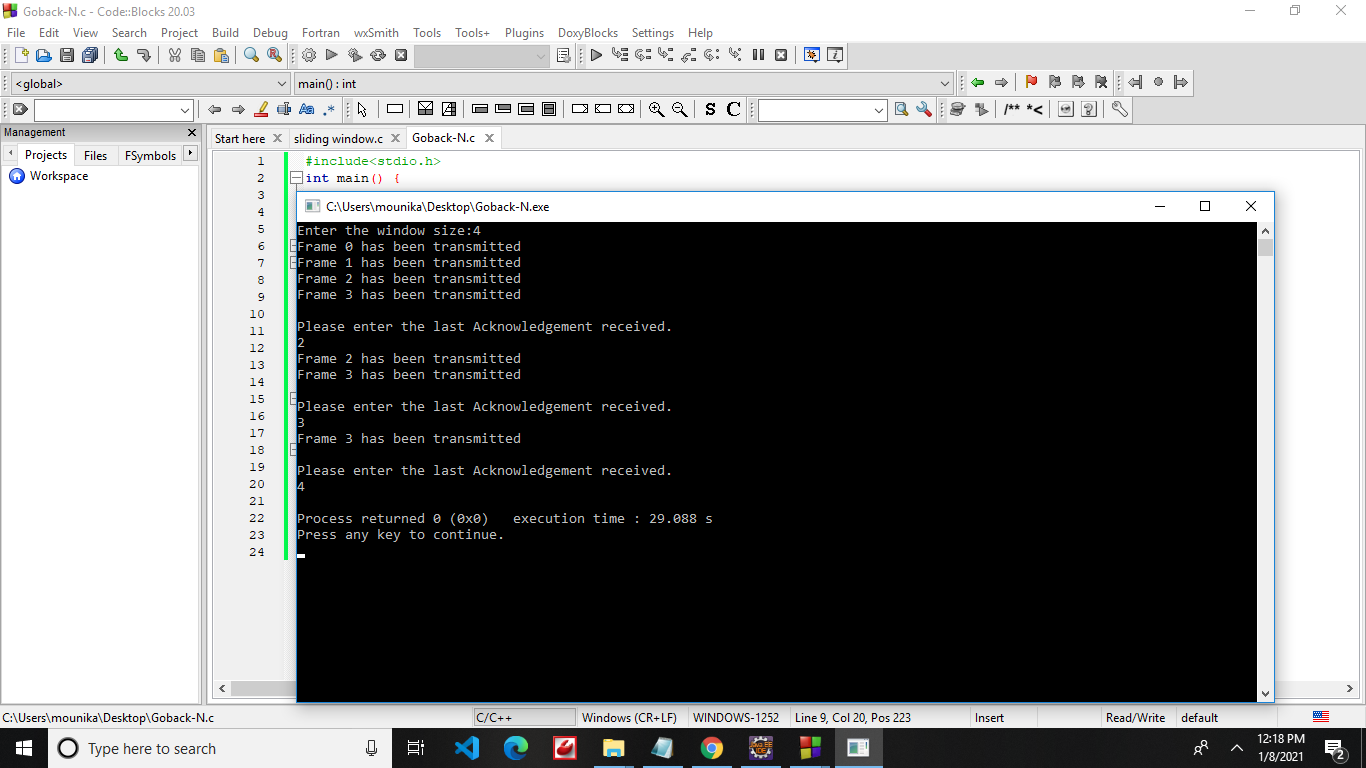 Goback-N.c - Code::Blocks 20.03
File Edit View Search Project Build Debug Fortran wxSmith Tools Tools+ Plugins DoxyBlocks Settings Help
<global> main() : int
Aa .* S C /** *<
Management
Start here sliding window.c Goback-N.c
Projects Files FSymbols
Workspace
1 #include<stdio.h>
2 int main() {
3
4
5
6
7
8
9
10
11
12
13
14
15
16
17
18
19
20
21
22
23
24
C:\Users\mounika\Desktop\Goback-N.exe
Enter the window size:4
Frame 0 has been transmitted
Frame 1 has been transmitted
Frame 2 has been transmitted
Frame 3 has been transmitted
Please enter the last Acknowledgement received.
2
Frame 2 has been transmitted
Frame 3 has been transmitted
Please enter the last Acknowledgement received.
3
Frame 3 has been transmitted
Please enter the last Acknowledgement received.
4
Process returned 0 (0x0) execution time : 29.088 s
Press any key to continue.
C:\Users\mounika\Desktop\Goback-N.c C/C++ Windows (CR+LF) WINDOWS-1252 Line 9, Col 20, Pos 223 Insert Read/Write default
Type here to search
12:18 PM
1/8/2021
2